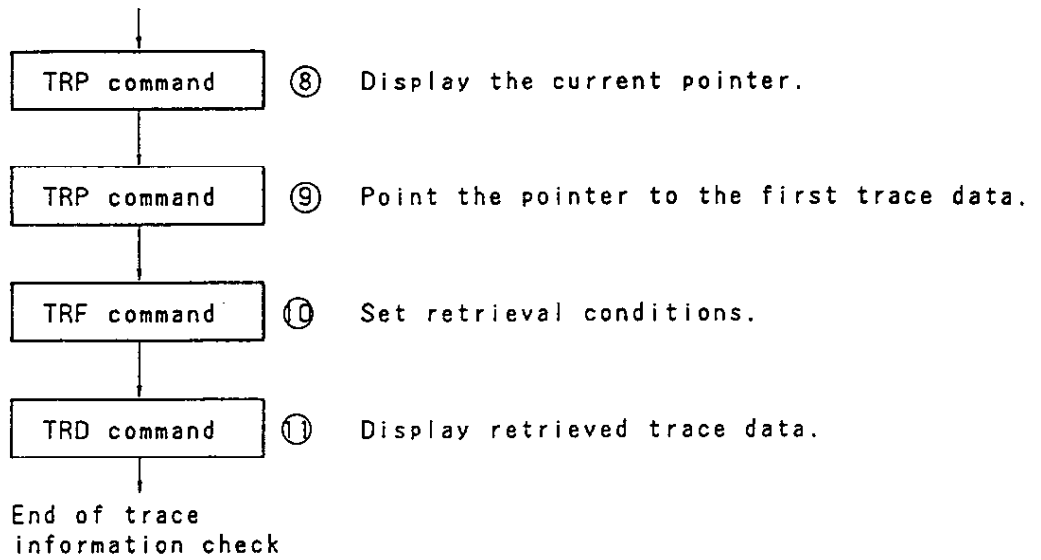 TRP command ⑧ Display the current pointer.
TRP command ⑨ Point the pointer to the first trace data.
TRF command ⑩ Set retrieval conditions.
TRD command ⑪ Display retrieved trace data.
End of trace
information check